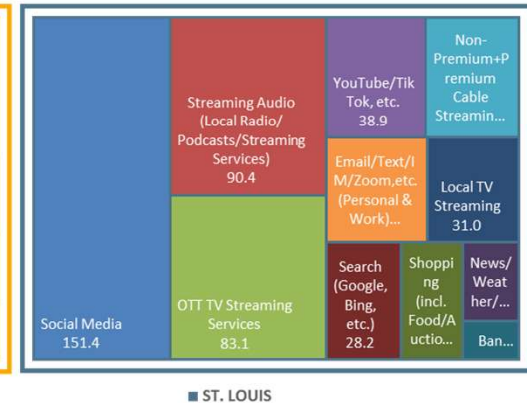 Social Media
151.4
Streaming Audio
(Local Radio/
Podcasts/Streaming
Services)
90.4
OTT TV Streaming
Services
83.1
YouTube/Tik
Tok, etc.
38.9
Non-
Premium+P
remium
Cable
Streamin...
Email/Text/I
M/Zoom,etc.
(Personal &
Work)...
Local TV
Streaming
31.0
Search
(Google,
Bing,
etc.)
28.2
Shoppi
ng
(incl.
Food/A
uctio...
News/
Weat
her/...
Ban...
ST. LOUIS